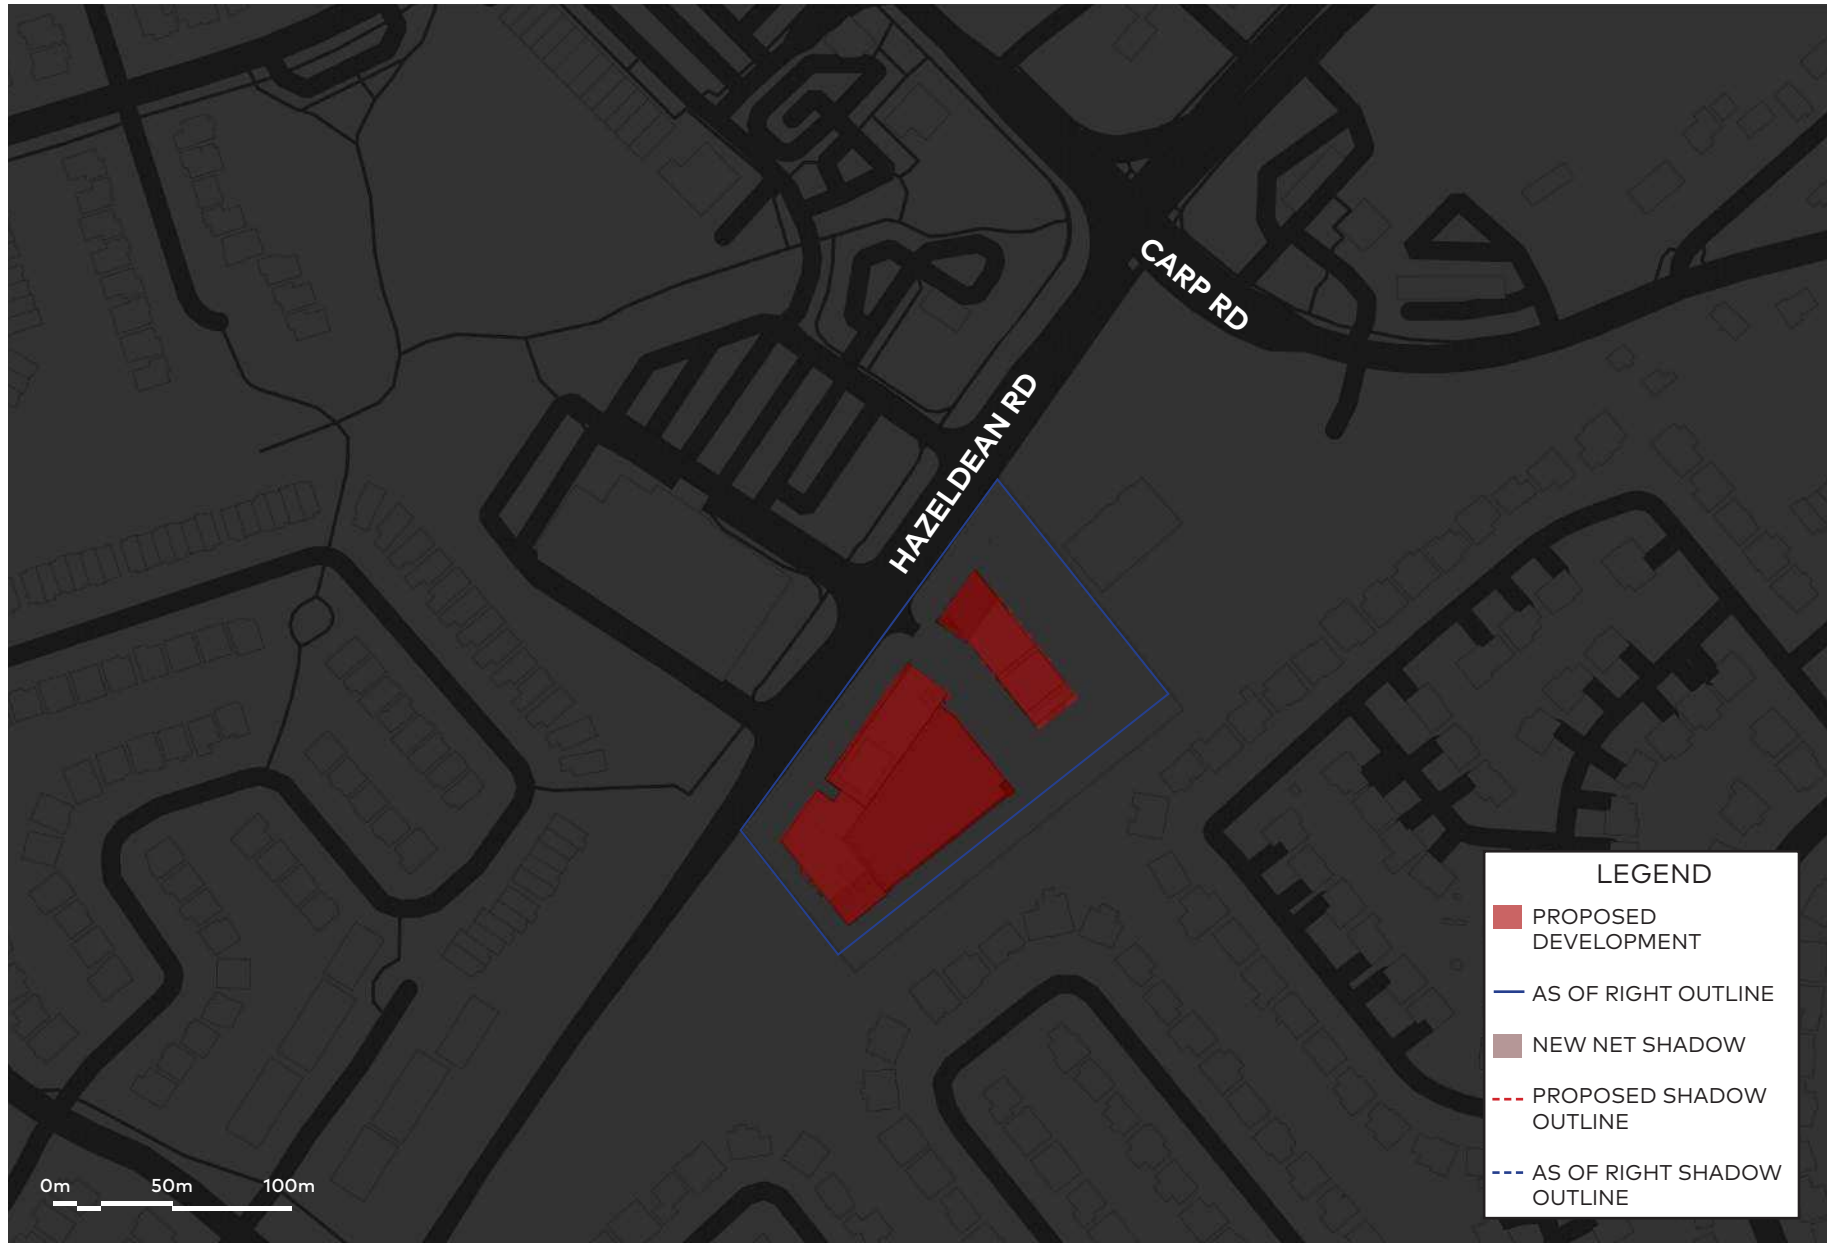 CARP RD
HAZELDEAN RD
LEGEND
PROPOSED
DEVELOPMENT
AS OF RIGHT OUTLINE
NEW NET SHADOW
PROPOSED SHADOW
OUTLINE
AS OF RIGHT SHADOW
OUTLINE
0m 50m 100m